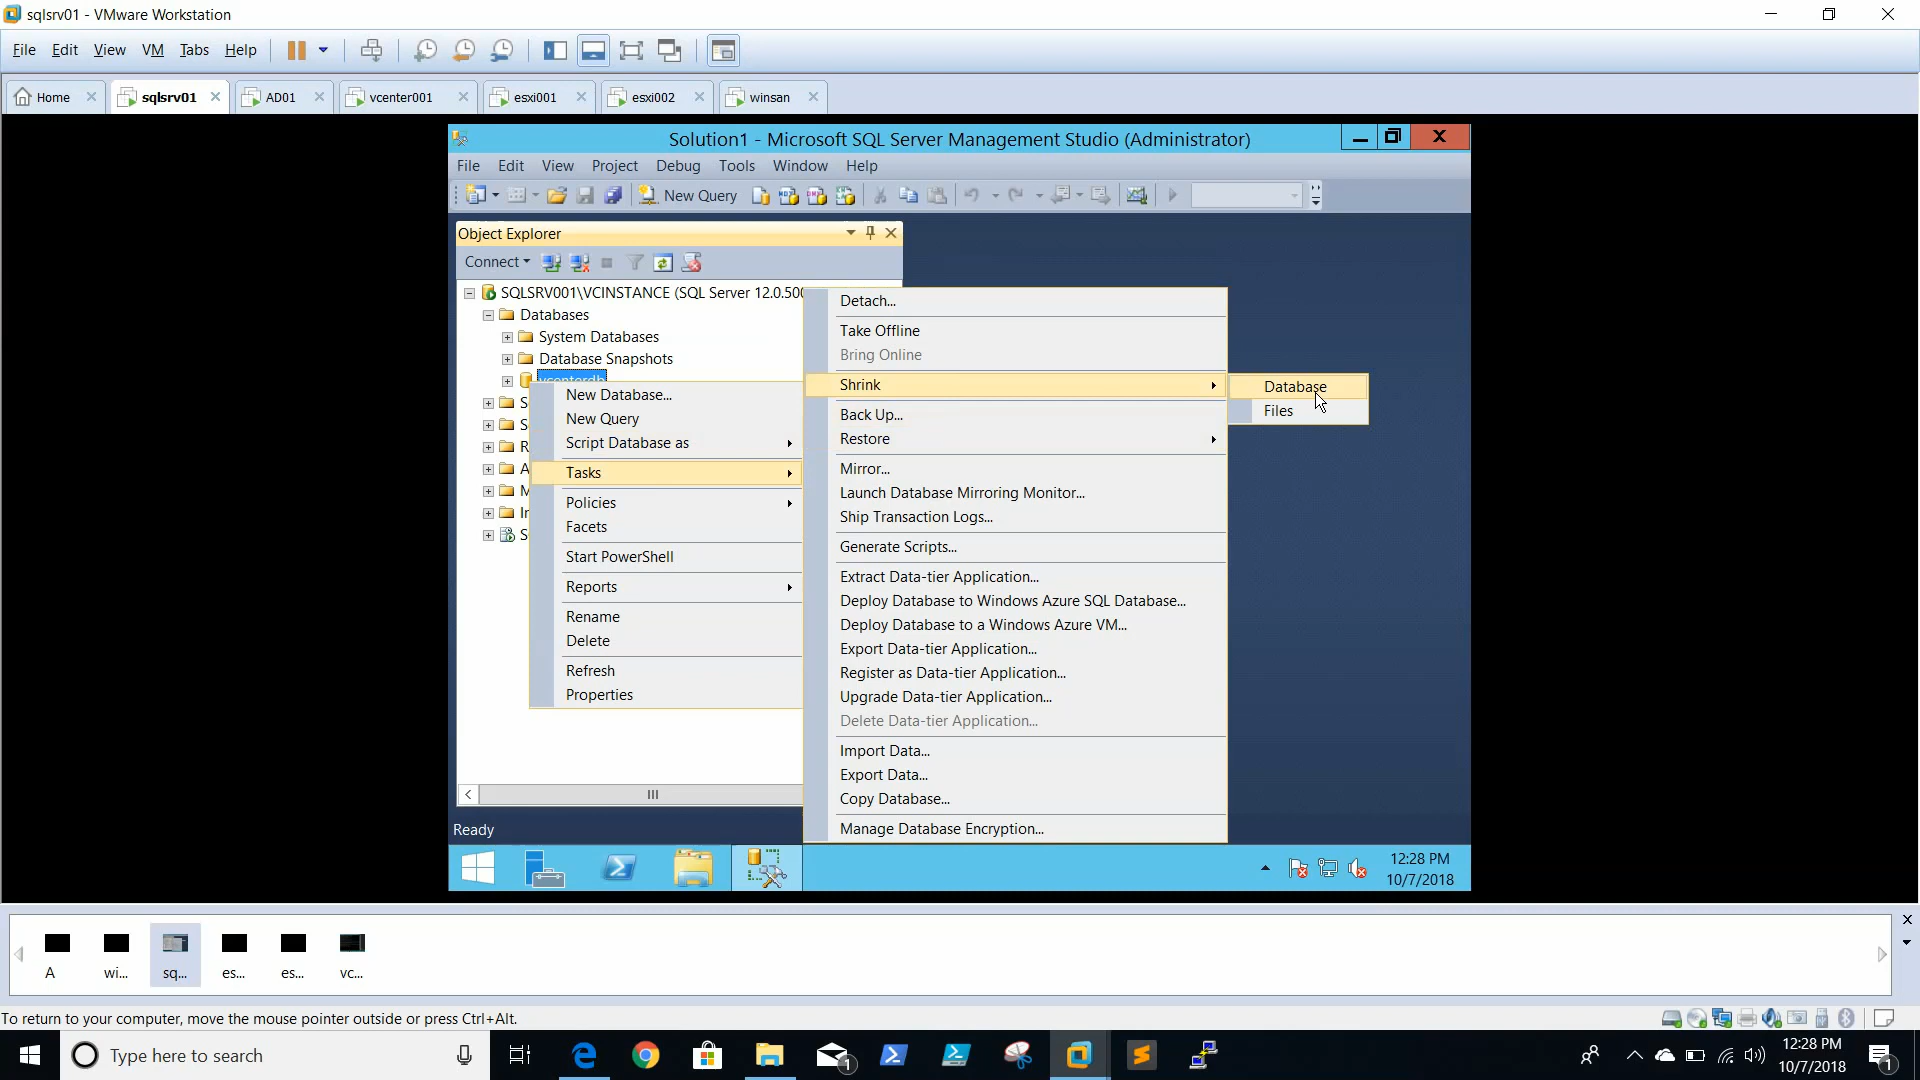 sqlsrv01 - VMware Workstation
File Edit View VM Tabs Help
Home sqlsrv01 AD01 vcenter001 esxi001 esxi002 winsan
Solution1 - Microsoft SQL Server Management Studio (Administrator)
File Edit View Project Debug Tools Window Help
New Query
Object Explorer
Connect
SQLSRV001\VCINSTANCE (SQL Server 12.0.500
Databases
System Databases
Database Snapshots
vcenterdb
S
S
R
A
M
In
S
New Database...
New Query
Script Database as
Tasks
Policies
Facets
Start PowerShell
Reports
Rename
Delete
Refresh
Properties
Detach...
Take Offline
Bring Online
Shrink
Back Up...
Restore
Mirror...
Launch Database Mirroring Monitor...
Ship Transaction Logs...
Generate Scripts...
Extract Data-tier Application...
Deploy Database to Windows Azure SQL Database...
Deploy Database to a Windows Azure VM...
Export Data-tier Application...
Register as Data-tier Application...
Upgrade Data-tier Application...
Delete Data-tier Application...
Import Data...
Export Data...
Copy Database...
Manage Database Encryption...
Database
Files
Ready
12:28 PM
10/7/2018
A wi... sq... es... es... vc...
To return to your computer, move the mouse pointer outside or press Ctrl+Alt.
Type here to search
1
12:28 PM
10/7/2018
1